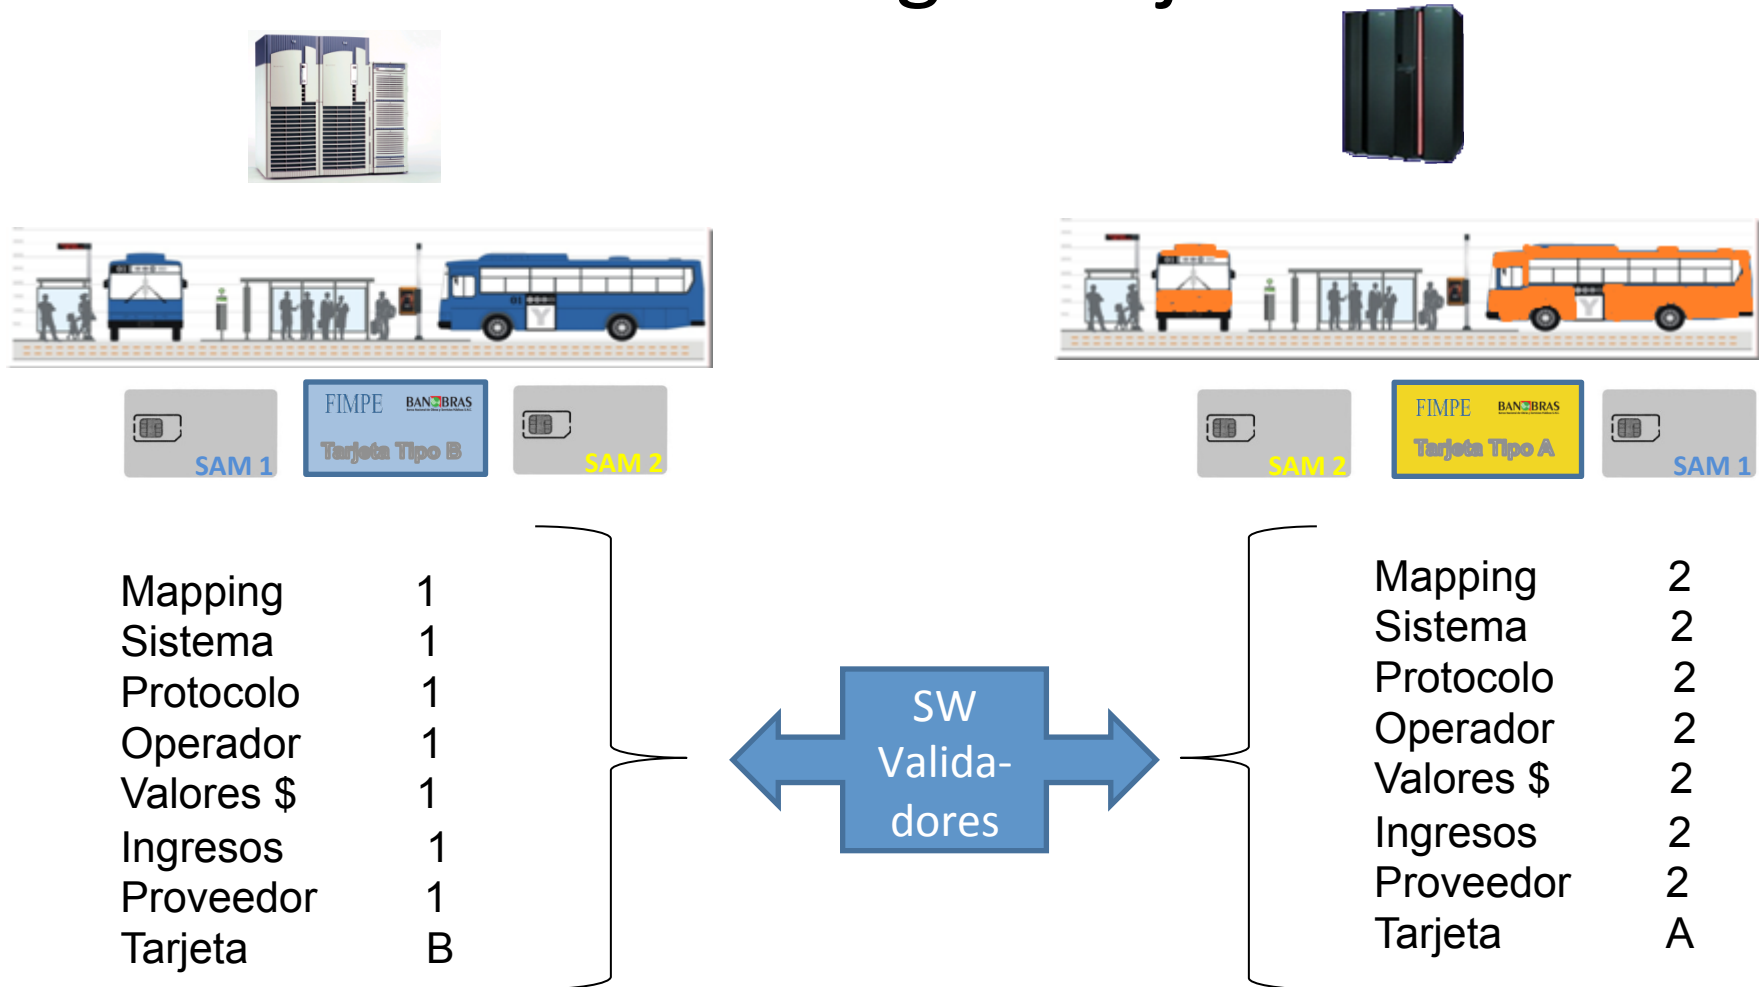 FIMPE BANOBRAS
Tarjeta Tipo B
SAM 1
SAM 2
FIMPE BANOBRAS
Tarjeta Tipo A
SAM 2
SAM 1
Mapping 1
Sistema 1
Protocolo 1
Operador 1
Valores $ 1
Ingresos 1
Proveedor 1
Tarjeta B
SW
Valida-
dores
Mapping 2
Sistema 2
Protocolo 2
Operador 2
Valores $ 2
Ingresos 2
Proveedor 2
Tarjeta A